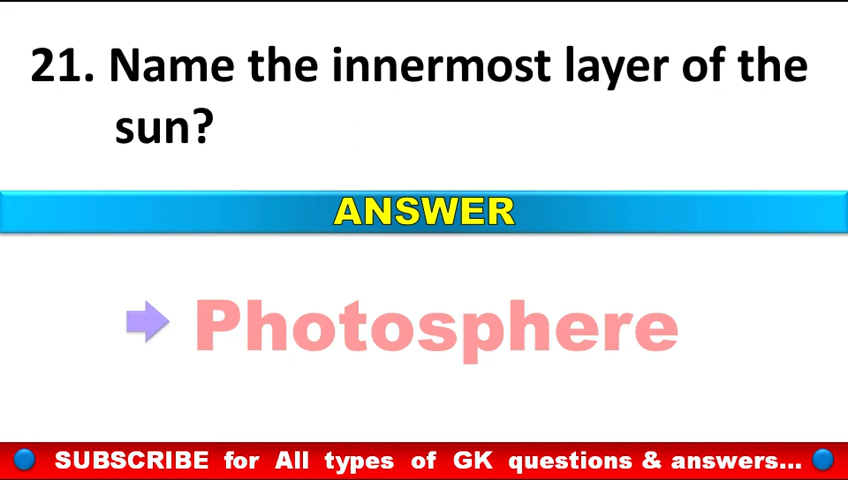 21. Name the innermost layer of the
sun?
ANSWER
Photosphere
SUBSCRIBE for All types of GK questions & answers...